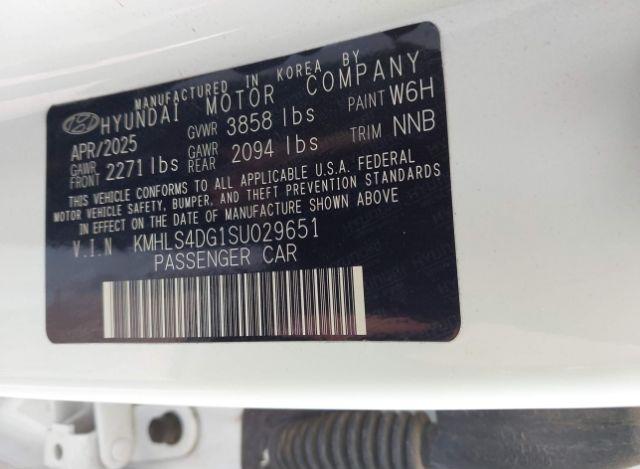 MANUFACTURED IN KOREA BY
HYUNDAI MOTOR COMPANY
APR/2025 GVWR 3858 lbs PAINT W6H
GAWR FRONT 2271 lbs GAWR REAR 2094 lbs TRIM NNB
THIS VEHICLE CONFORMS TO ALL APPLICABLE U.S.A. FEDERAL
MOTOR VEHICLE SAFETY, BUMPER, AND THEFT PREVENTION STANDARDS
IN EFFECT ON THE DATE OF MANUFACTURE SHOWN ABOVE
V.I.N KMHLS4DG1SU029651
PASSENGER CAR